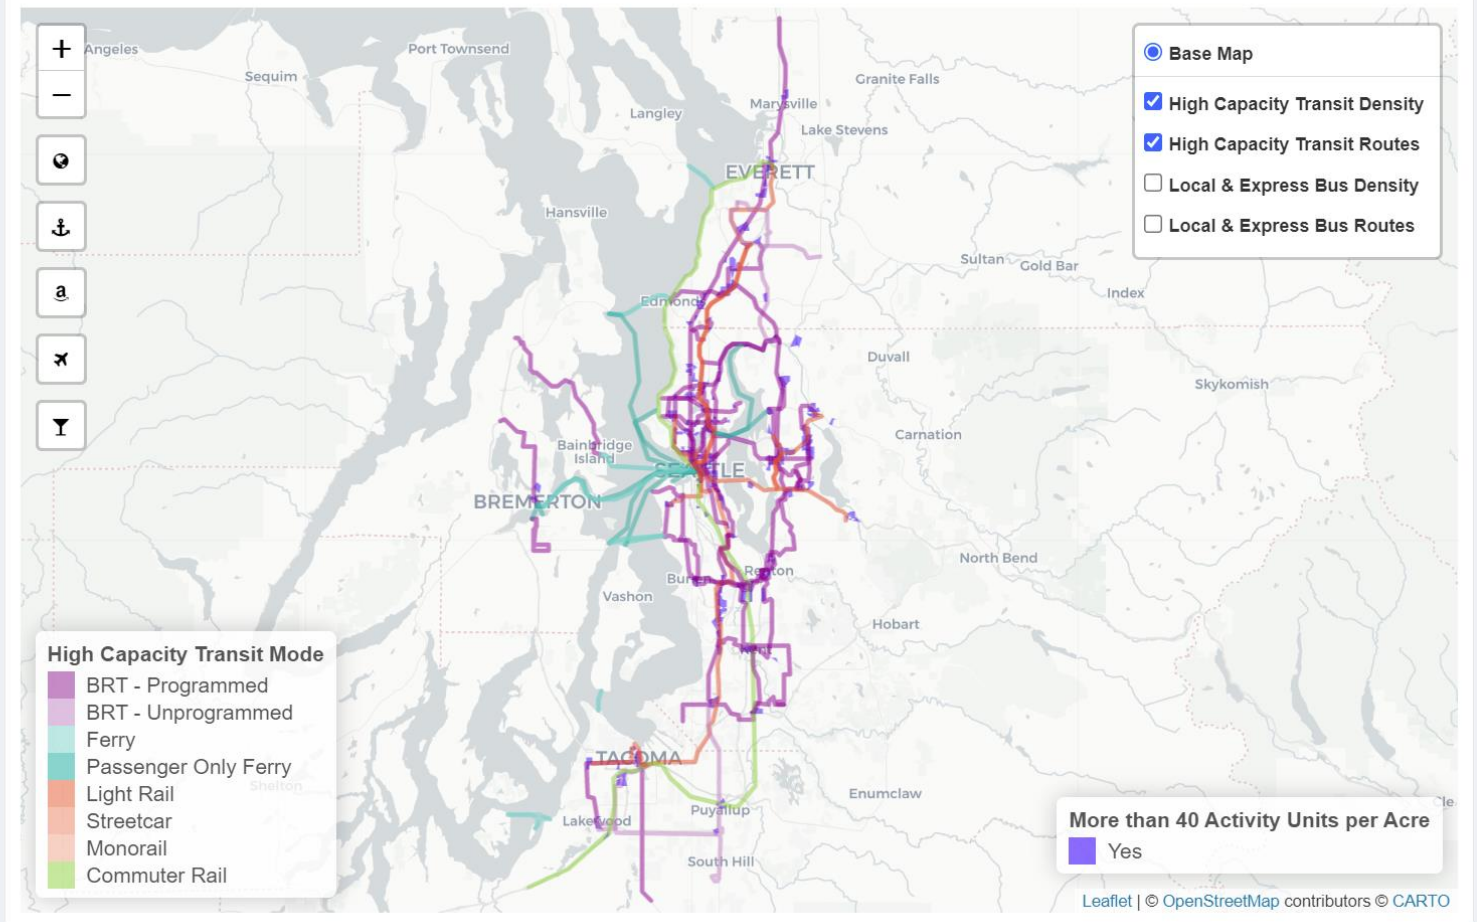 +
Angeles
Port Townsend
Sequim
−
Granite Falls
Marysville
Langley
Lake Stevens
EVERETT
Hansville
a
Sultan
Gold Bar
Index
Edmonds
Duvall
Skykomish
Carnation
Bainbridge
Island
SEATTLE
BREMERTON
North Bend
Renton
Burien
Vashon
Hobart
Kent
TACOMA
Shelton
Enumclaw
Puyallup
Lakewood
South Hill
Cle
Base Map
High Capacity Transit Density
High Capacity Transit Routes
Local & Express Bus Density
Local & Express Bus Routes
High Capacity Transit Mode
BRT - Programmed
BRT - Unprogrammed
Ferry
Passenger Only Ferry
Light Rail
Streetcar
Monorail
Commuter Rail
More than 40 Activity Units per Acre
Yes
Leaflet | © OpenStreetMap contributors © CARTO